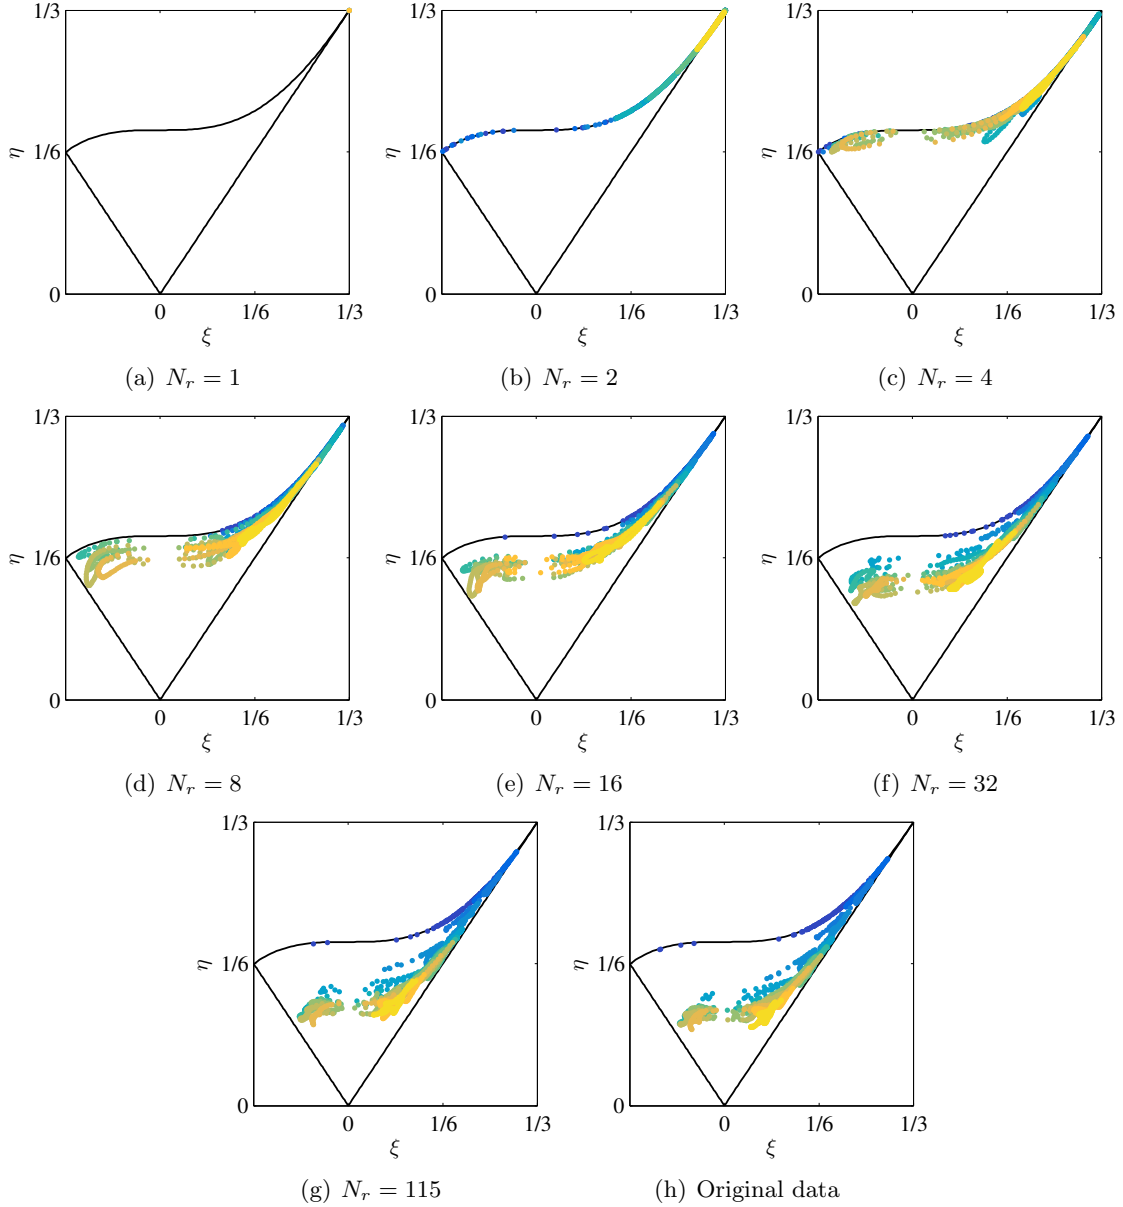 1/3 1/3 1/3
η η η
1/6 1/6 1/6
0 0 0
0 1/6 1/3 0 1/6 1/3 0 1/6 1/3
ξ ξ ξ
(a) N_r = 1 (b) N_r = 2 (c) N_r = 4
1/3 1/3 1/3
η η η
1/6 1/6 1/6
0 0 0
0 1/6 1/3 0 1/6 1/3 0 1/6 1/3
ξ ξ ξ
(d) N_r = 8 (e) N_r = 16 (f) N_r = 32
1/3 1/3
η η
1/6 1/6
0 0
0 1/6 1/3 0 1/6 1/3
ξ ξ
(g) N_r = 115 (h) Original data